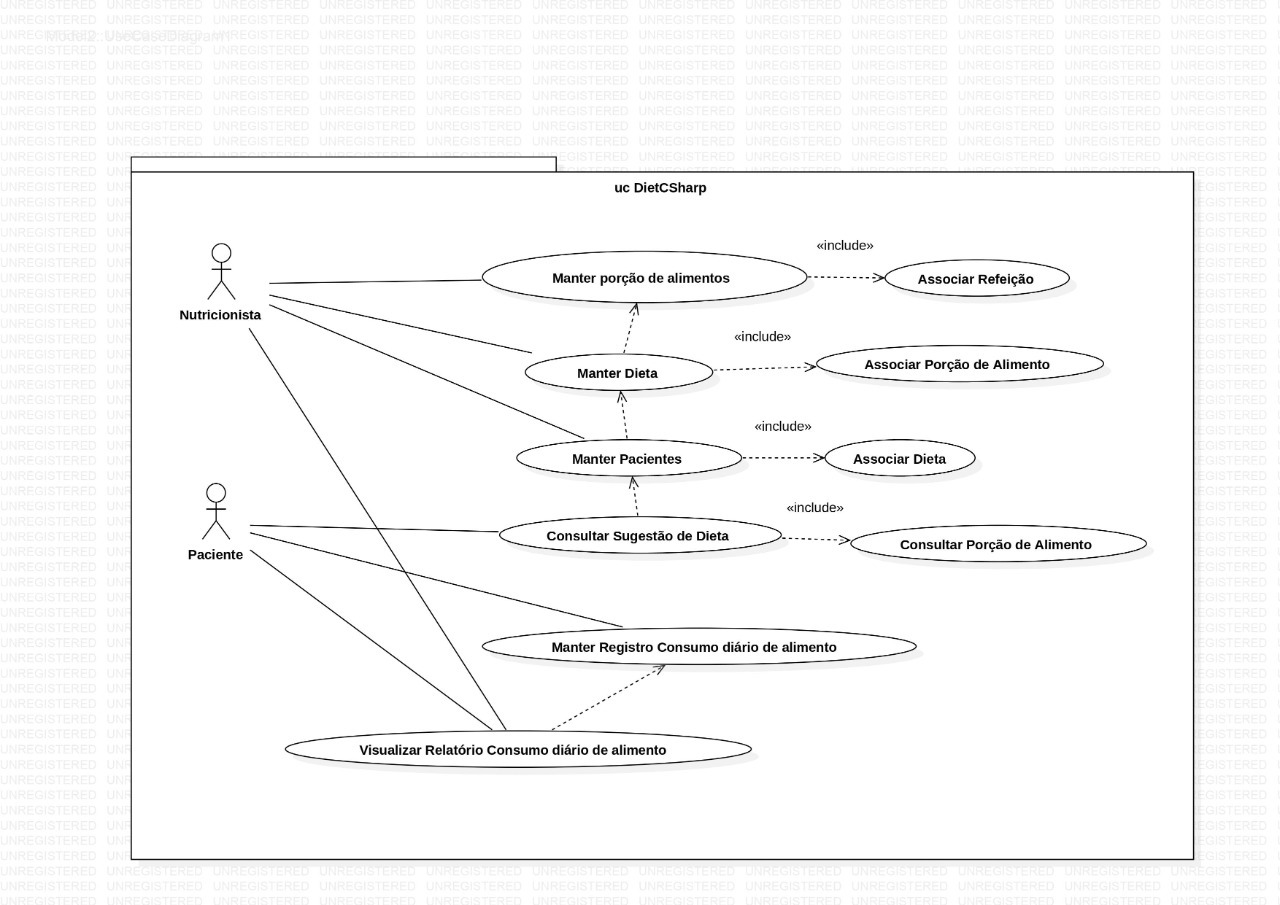 Model2::UseCaseDiagram1
uc DietCSharp
«include»
Manter porção de alimentos
Associar Refeição
Nutricionista
«include»
Manter Dieta
Associar Porção de Alimento
«include»
Manter Pacientes
Associar Dieta
«include»
Consultar Sugestão de Dieta
Consultar Porção de Alimento
Paciente
Manter Registro Consumo diário de alimento
Visualizar Relatório Consumo diário de alimento
UNREGISTERED